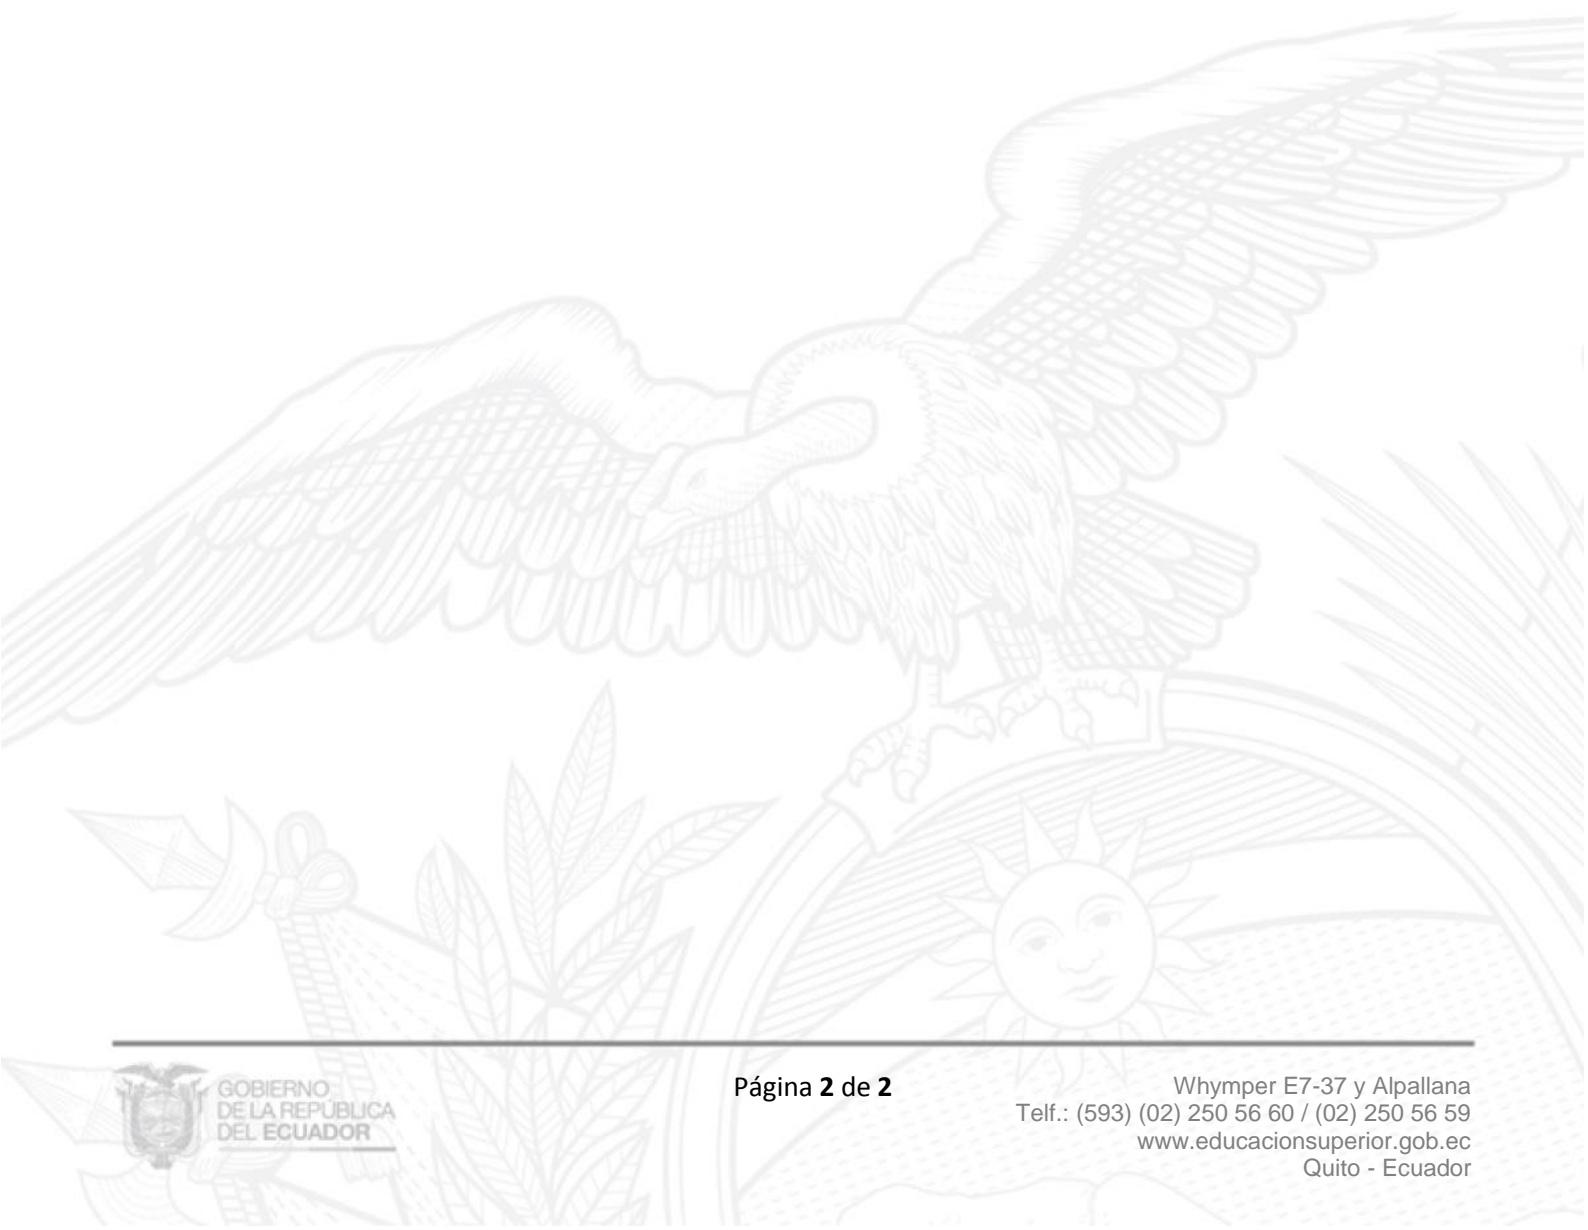 GOBIERNO
DE LA REPÚBLICA
DEL ECUADOR
Página 2 de 2
Whymper E7-37 y Alpallana
Telf.: (593) (02) 250 56 60 / (02) 250 56 59
www.educacionsuperior.gob.ec
Quito - Ecuador